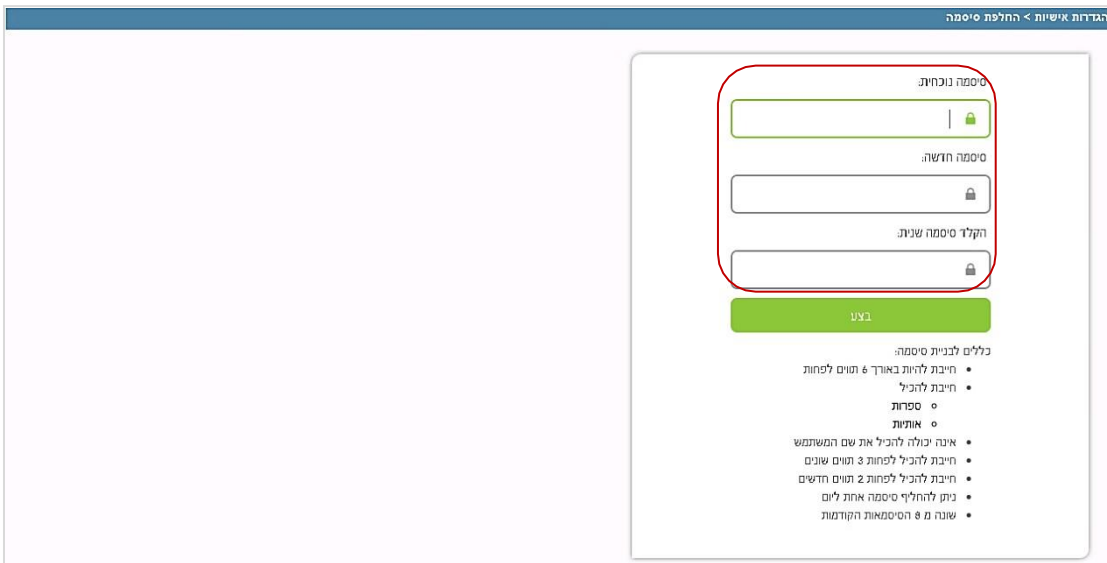 הגדרות אישיות > החלפת סיסמה
סיסמה נוכחית:
סיסמה חדשה:
הקלד סיסמה שנית:
בצע
כללים לבניית סיסמה:
חייבת להיות באורך 6 תווים לפחות
חייבת להכיל
ספרות
אותיות
אינה יכולה להכיל את שם המשתמש
חייבת להכיל לפחות 3 תווים שונים
חייבת להכיל לפחות 2 תווים חדשים
ניתן להחליף סיסמה אחת ליום
שונה מ 8 הסיסמאות הקודמות